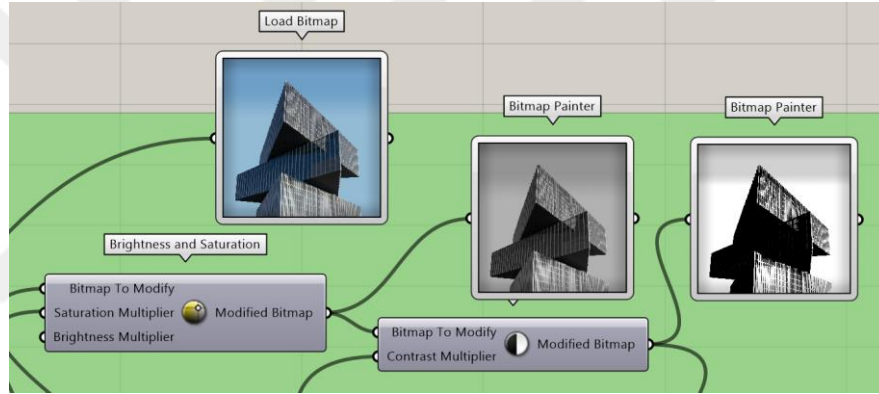 Load Bitmap
Bitmap Painter
Bitmap Painter
Brightness and Saturation
Bitmap To Modify
Saturation Multiplier
Brightness Multiplier
Modified Bitmap
Bitmap To Modify
Contrast Multiplier
Modified Bitmap